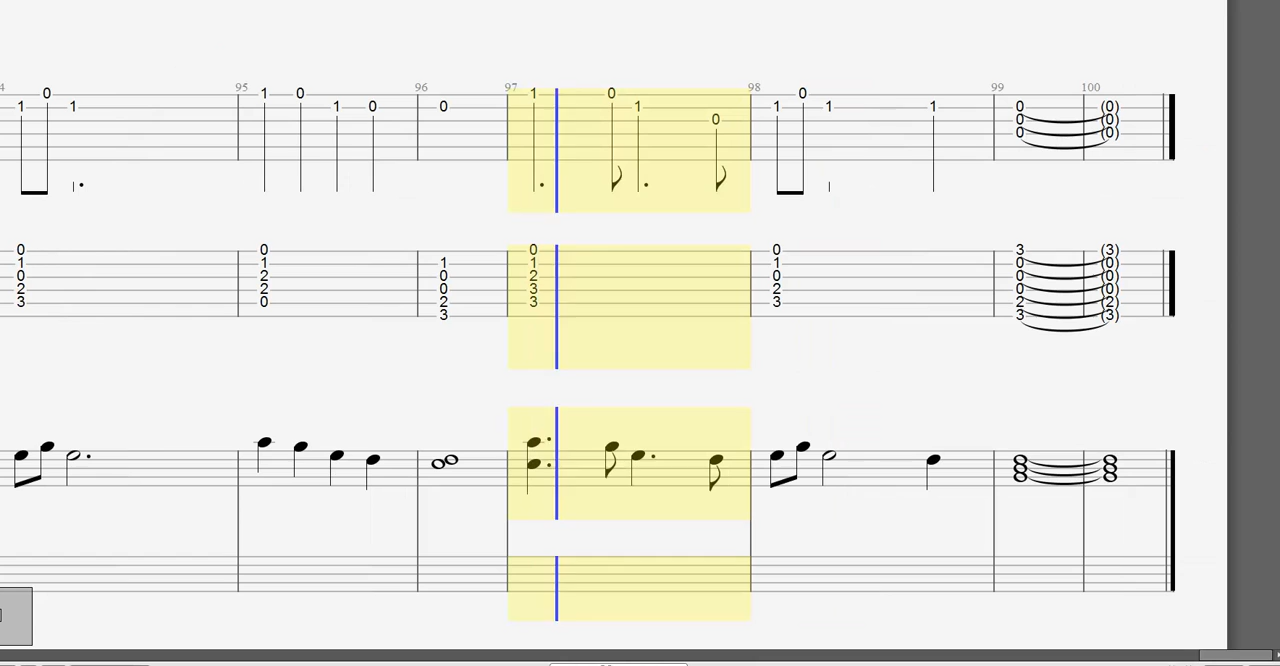 4 95 96 97 98 99 100
0 1 0 1 0
1 1 1 0 0 1 1 1 1 0 (0)
0 0 (0)
0 (0)
0 0 0 0 3 (3)
1 1 1 1 1 0 (0)
0 2 0 2 0 0 (0)
2 2 0 3 2 0 (0)
3 0 2 3 3 2 (2)
3 3 (3)